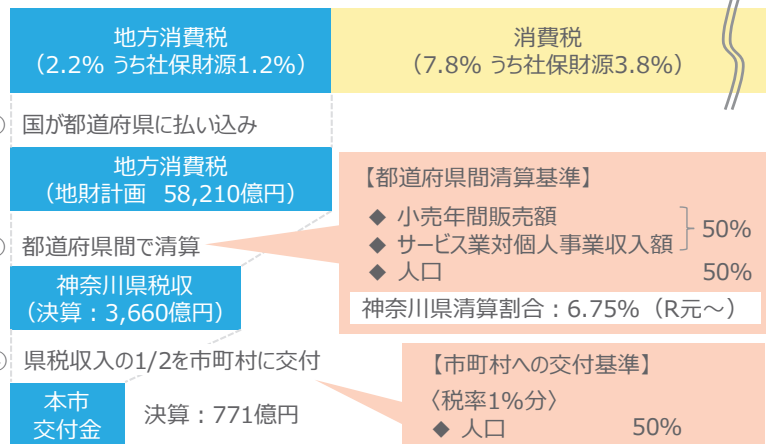 地方消費税
(2.2% うち社保財源1.2%)
消費税
(7.8% うち社保財源3.8%)
国が都道府県に払い込み
地方消費税
(地財計画 58,210億円)
【都道府県間清算基準】
◆ 小売年間販売額
◆ サービス業対個人事業収入額
50%
◆ 人口 50%
神奈川県清算割合:6.75%(R元~)
都道府県間で清算
神奈川県税収
(決算:3,660億円)
県税収入の1/2を市町村に交付
本市
交付金
決算:771億円
【市町村への交付基準】
〈税率1%分〉
◆ 人口 50%